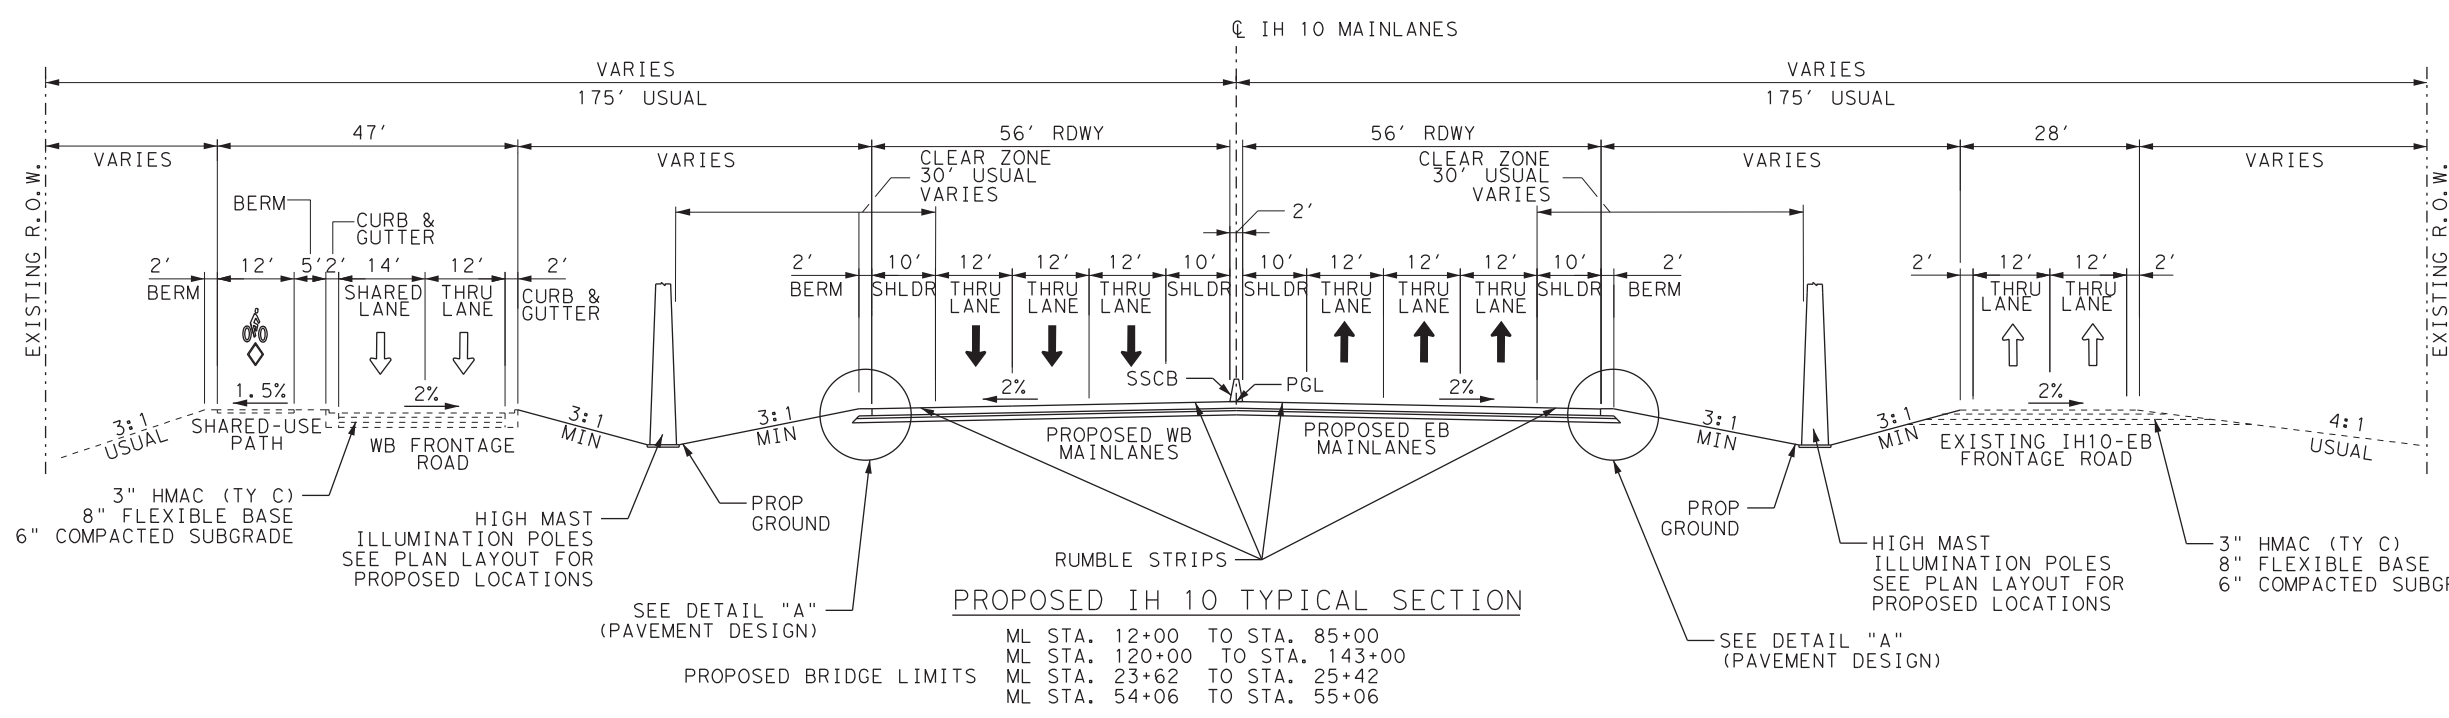 ℄ IH 10 MAINLANES
VARIES
175' USUAL
VARIES
175' USUAL
EXISTING R.O.W.
VARIES
47'
VARIES
56' RDWY
56' RDWY
VARIES
28'
VARIES
EXISTING R.O.W.
CLEAR ZONE
30' USUAL
VARIES
CLEAR ZONE
30' USUAL
VARIES
2'
BERM
CURB &
GUTTER
2'
BERM
12'
5'
2'
14'
SHARED
LANE
12'
THRU
LANE
2'
CURB &
GUTTER
2'
BERM
10'
SHLDR
12'
THRU
LANE
12'
THRU
LANE
12'
THRU
LANE
10'
SHLDR
10'
SHLDR
12'
THRU
LANE
12'
THRU
LANE
12'
THRU
LANE
10'
SHLDR
2'
BERM
2'
12'
THRU
LANE
12'
THRU
LANE
2'
3:1
USUAL
1.5%
SHARED-USE
PATH
2%
WB FRONTAGE
ROAD
3:1
MIN
3:1
MIN
2%
SSCB
PGL
2%
PROPOSED WB
MAINLANES
PROPOSED EB
MAINLANES
3:1
MIN
3:1
MIN
2%
EXISTING IH10-EB
FRONTAGE ROAD
4:1
USUAL
3" HMAC (TY C)
8" FLEXIBLE BASE
6" COMPACTED SUBGRADE
HIGH MAST
ILLUMINATION POLES
SEE PLAN LAYOUT FOR
PROPOSED LOCATIONS
PROP
GROUND
SEE DETAIL "A"
(PAVEMENT DESIGN)
RUMBLE STRIPS
PROP
GROUND
HIGH MAST
ILLUMINATION POLES
SEE PLAN LAYOUT FOR
PROPOSED LOCATIONS
3" HMAC (TY C)
8" FLEXIBLE BASE
6" COMPACTED SUBGR
SEE DETAIL "A"
(PAVEMENT DESIGN)
PROPOSED IH 10 TYPICAL SECTION
ML STA. 12+00 TO STA. 85+00
ML STA. 120+00 TO STA. 143+00
PROPOSED BRIDGE LIMITS ML STA. 23+62 TO STA. 25+42
ML STA. 54+06 TO STA. 55+06